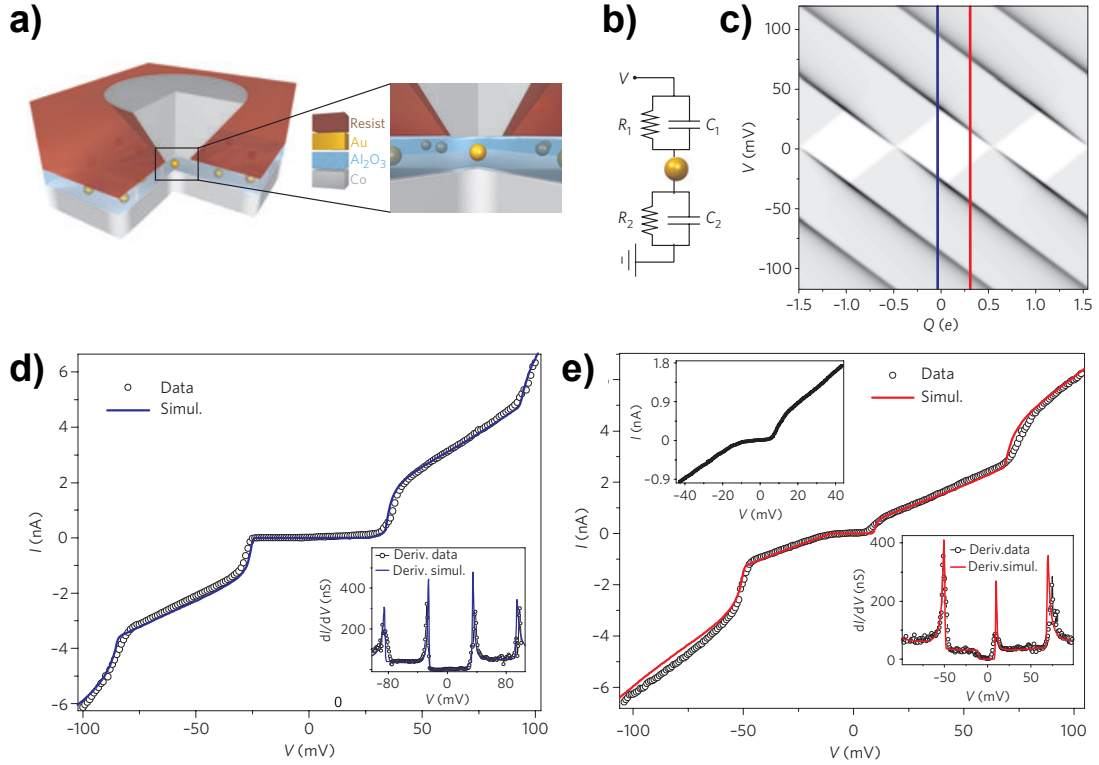 a)
Resist
Au
Al2O3
Co
b)
V
R1
C1
R2
C2
c)
V (mV)
100
50
0
−50
−100
−1.5
−1.0
−0.5
0
0.5
1.0
1.5
Q (e)
d)
Data
Simul.
I (nA)
6
4
2
0
−2
−4
−6
−100
−50
0
50
100
V (mV)
0
Deriv. data
Deriv. simul.
dI/dV (nS)
400
200
−80
0
80
V (mV)
e)
Data
Simul.
I (nA)
4
2
0
−2
−4
−6
−100
−50
0
50
100
V (mV)
I (nA)
1.8
0.9
0
−0.9
−40
−20
0
20
40
V (mV)
Deriv.data
Deriv.simul.
dI/dV (nS)
400
200
0
−50
0
50
V (mV)